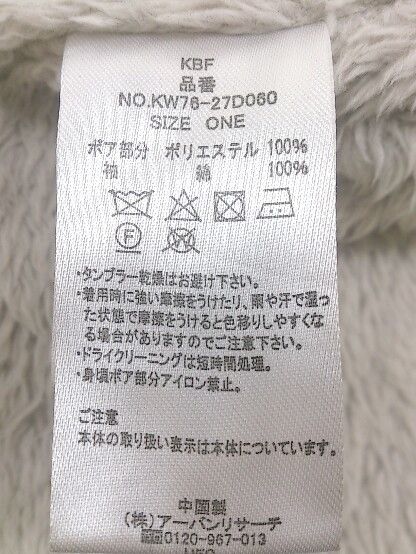 KBF
品番
NO.KW76-27D060
SIZE ONE
ボア部分 ポリエステル 100%
袖 綿 100%
F W
・タンブラー乾燥はお避け下さい。
・着用時に強い摩擦をうけたり、雨や汗で湿っ
た状態で摩擦をうけると色移りしやすくな
る場合がありますのでご注意下さい。
・ドライクリーニングは短時間処理。
・身頃ボア部分アイロン禁止。
ご注意
本体の取り扱い表示は本体についています。
中国製
(株)アーバンリサーチ
0120-967-013